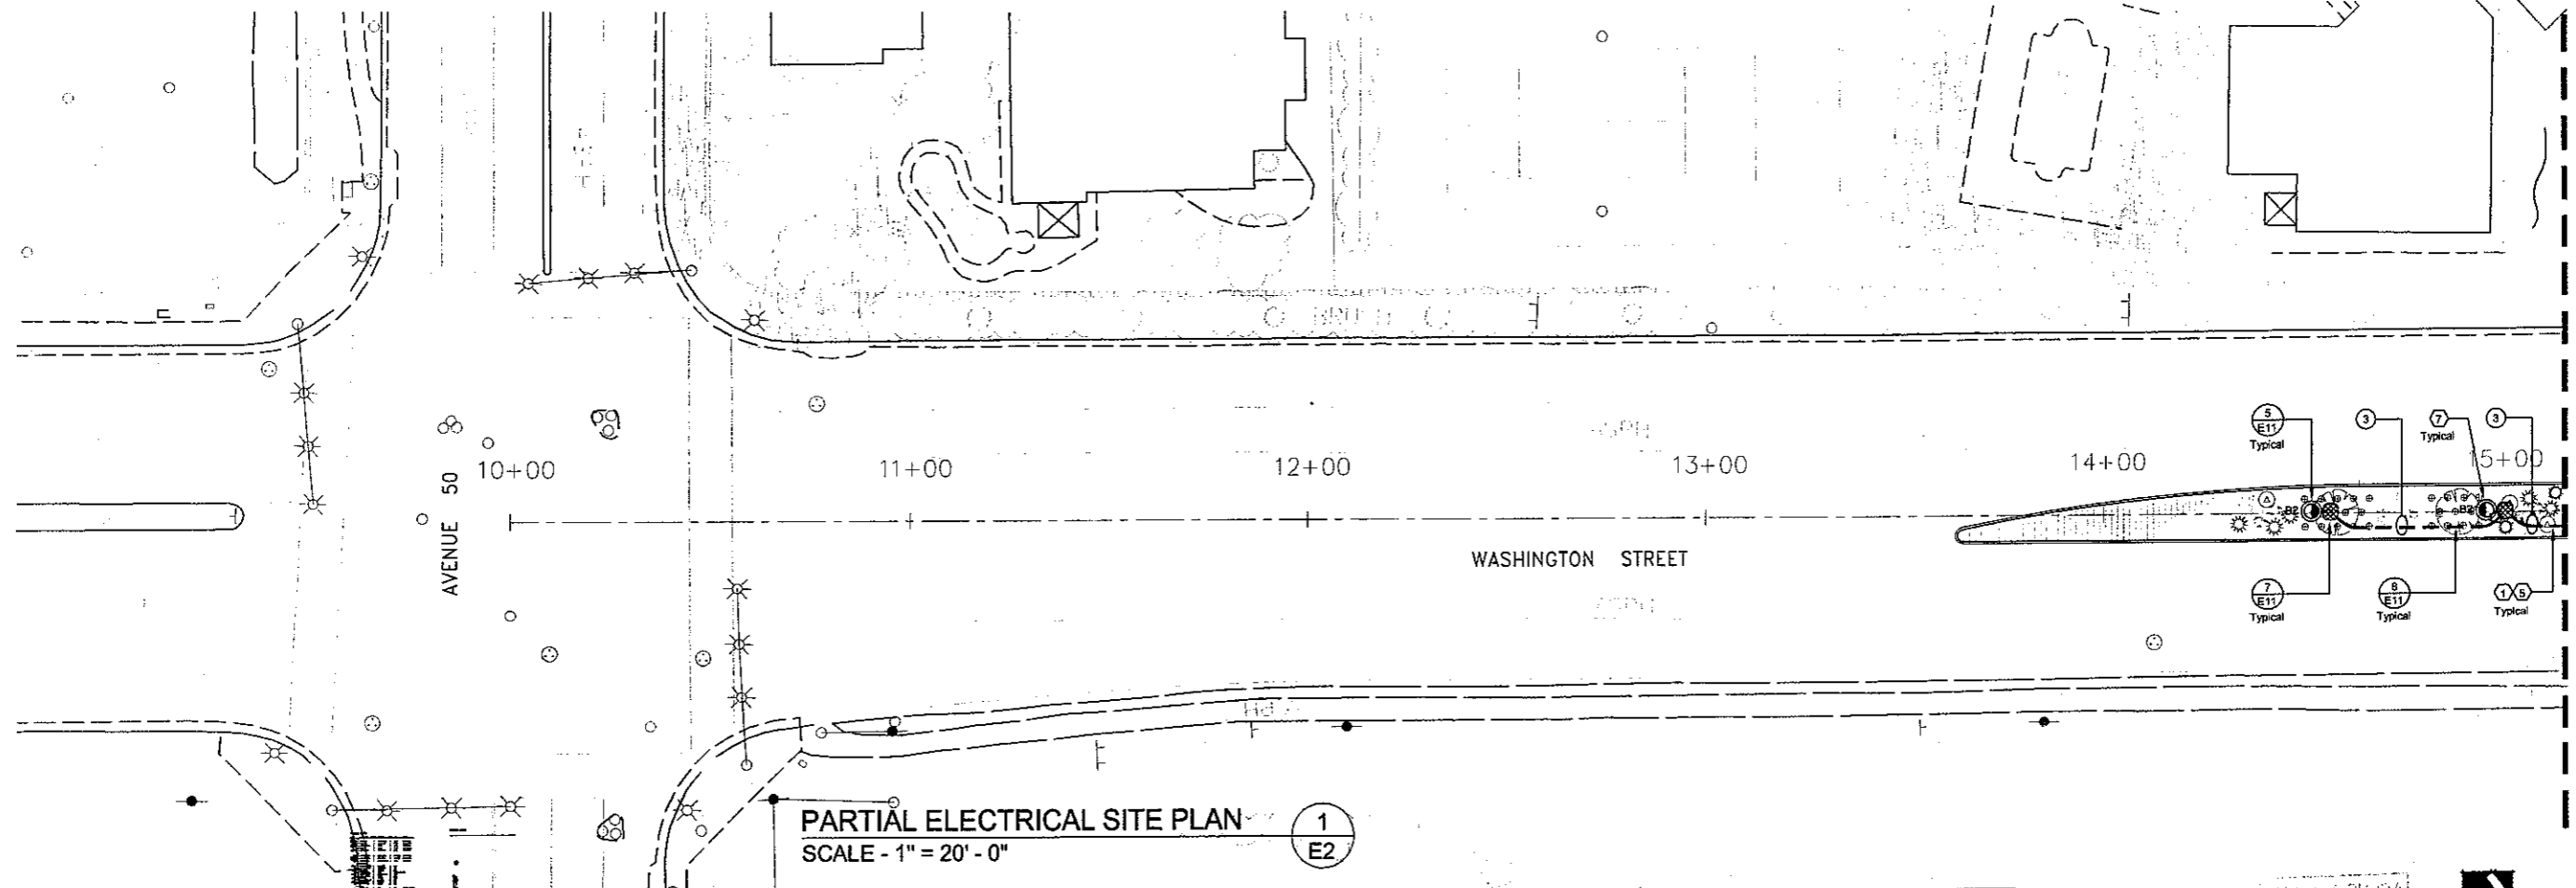 5
E11
Typical
3
7
Typical
3
10+00
11+00
12+00
13+00
14+00
15+00
AVENUE 50
B2
B2
WASHINGTON STREET
7
E11
Typical
8
E11
Typical
1 5
Typical
PARTIAL ELECTRICAL SITE PLAN
SCALE - 1" = 20' - 0"
1
E2